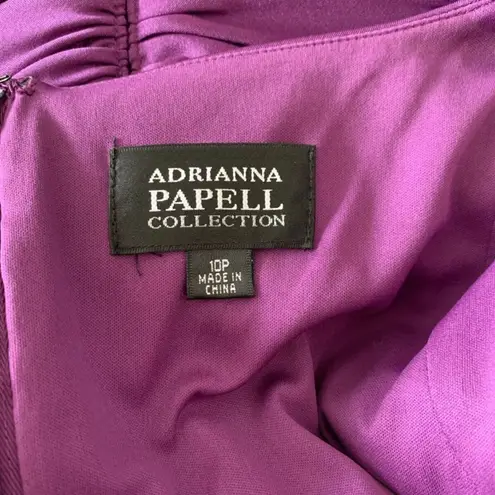 ADRIANNA
PAPELL
COLLECTION
10P
MADE IN
CHINA